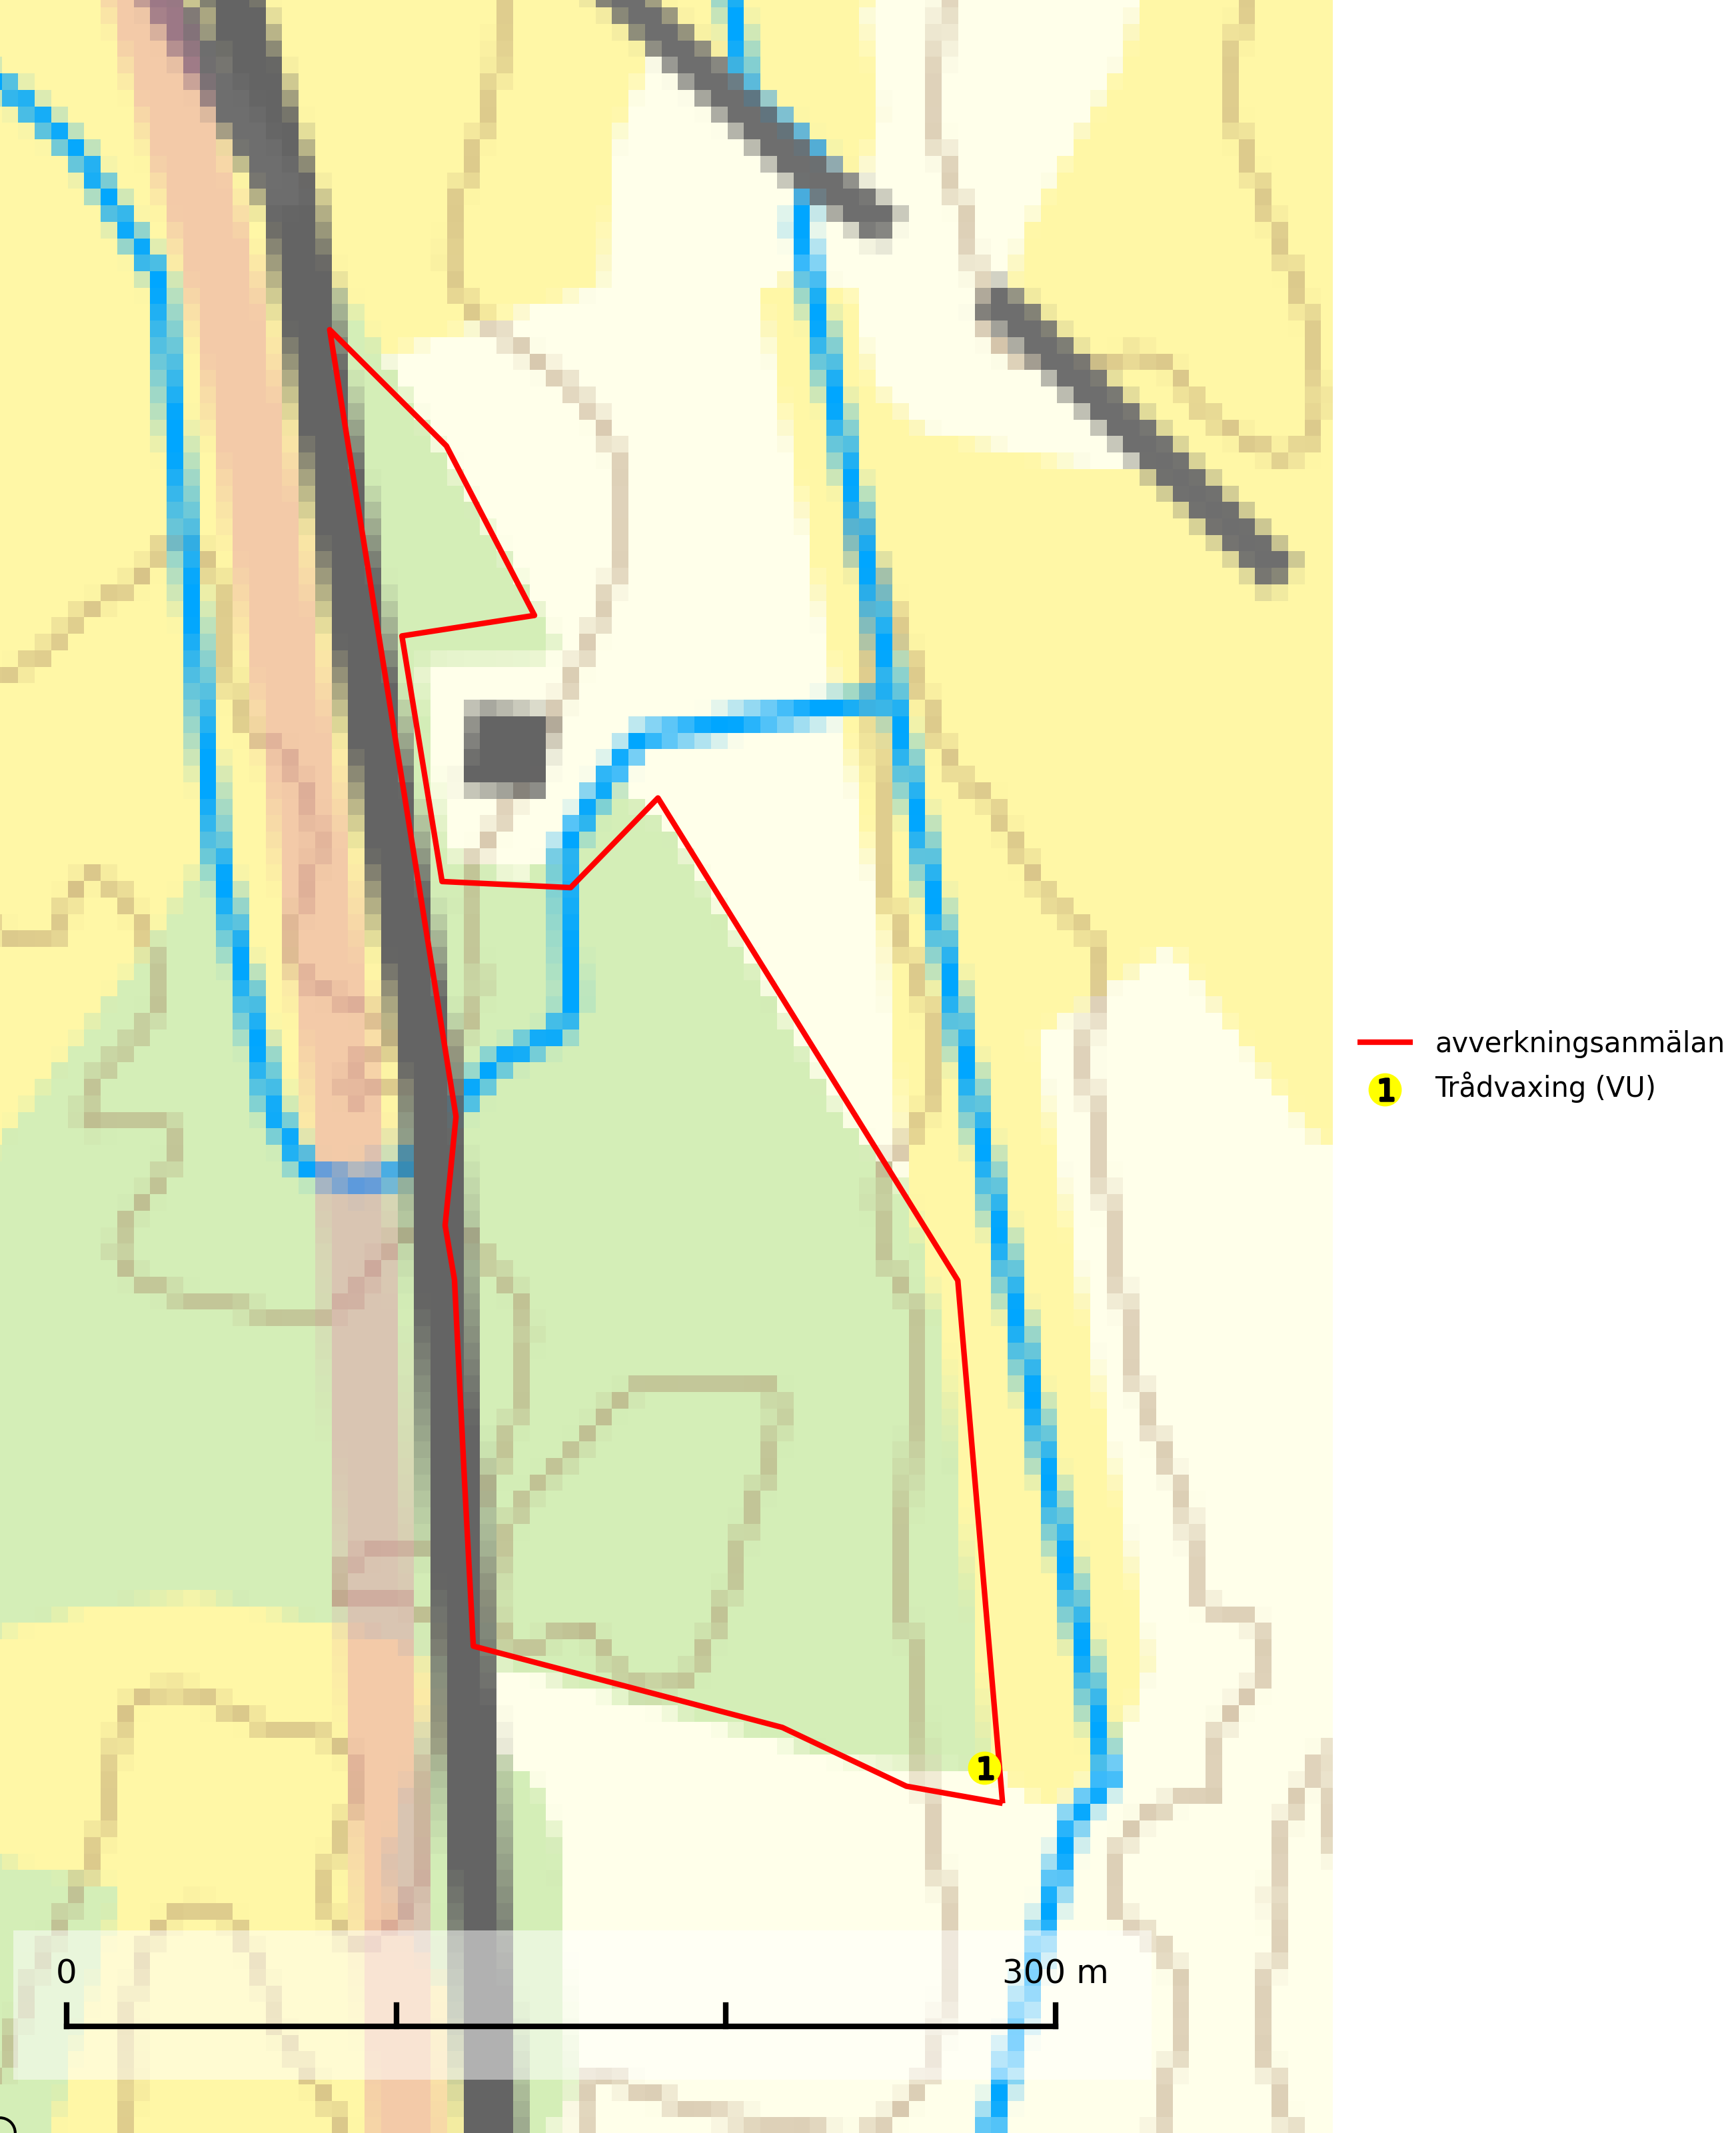 avverkningsanmälan
1 Trådvaxing (VU)
1
0 300 m